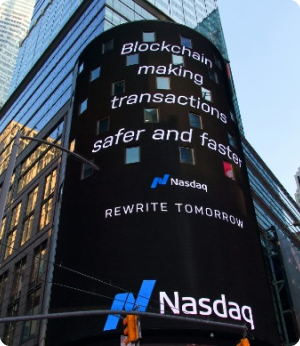 Blockchain
making
transactions
safer and faster
Nasdaq
REWRITE TOMORROW
Nasdaq